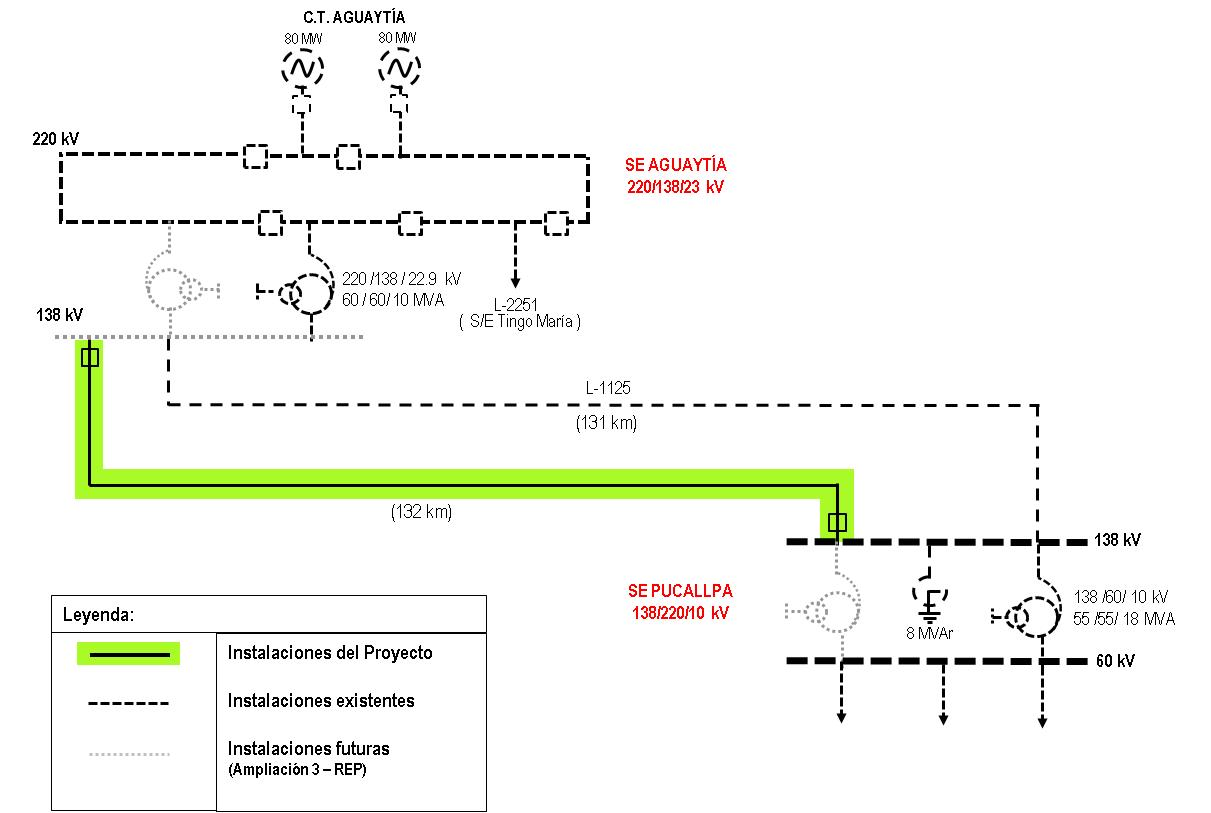 C.T. AGUAYTÍA
80 MW
80 MW
220 kV
SE AGUAYTÍA
220/138/23 kV
220 /138 / 22.9 kV
60 / 60/ 10 MVA
L-2251
( S/E Tingo María )
138 kV
L-1125
(131 km)
(132 km)
138 kV
SE PUCALLPA
138/220/10 kV
138 /60/ 10 kV
55 /55/ 18 MVA
8 MVAr
60 kV
Leyenda:
Instalaciones del Proyecto
Instalaciones existentes
Instalaciones futuras
(Ampliación 3 – REP)